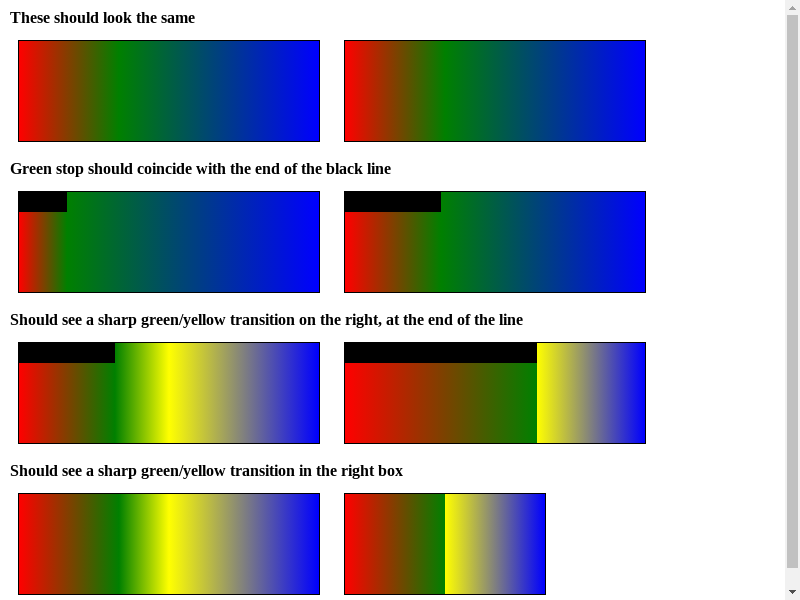 These should look the same
Green stop should coincide with the end of the black line
Should see a sharp green/yellow transition on the right, at the end of the line
Should see a sharp green/yellow transition in the right box